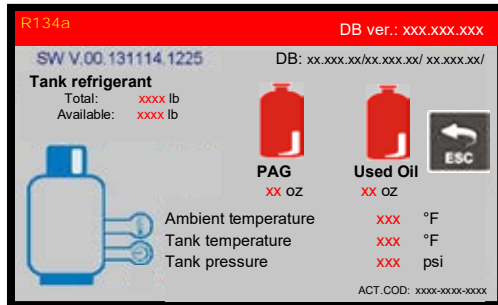 R134a
DB ver.: xxx.xxx.xxx
SW V.00.131114.1225
DB: xx.xxx.xx/xx.xxx.xx/ xx.xxx.xx/
Tank refrigerant
Total: xxxx lb
Available: xxxx lb
ESC
PAG Used Oil
xx oz xx oz
Ambient temperature xxx °F
Tank temperature xxx °F
Tank pressure xxx psi
ACT.COD: xxxx-xxxx-xxxx